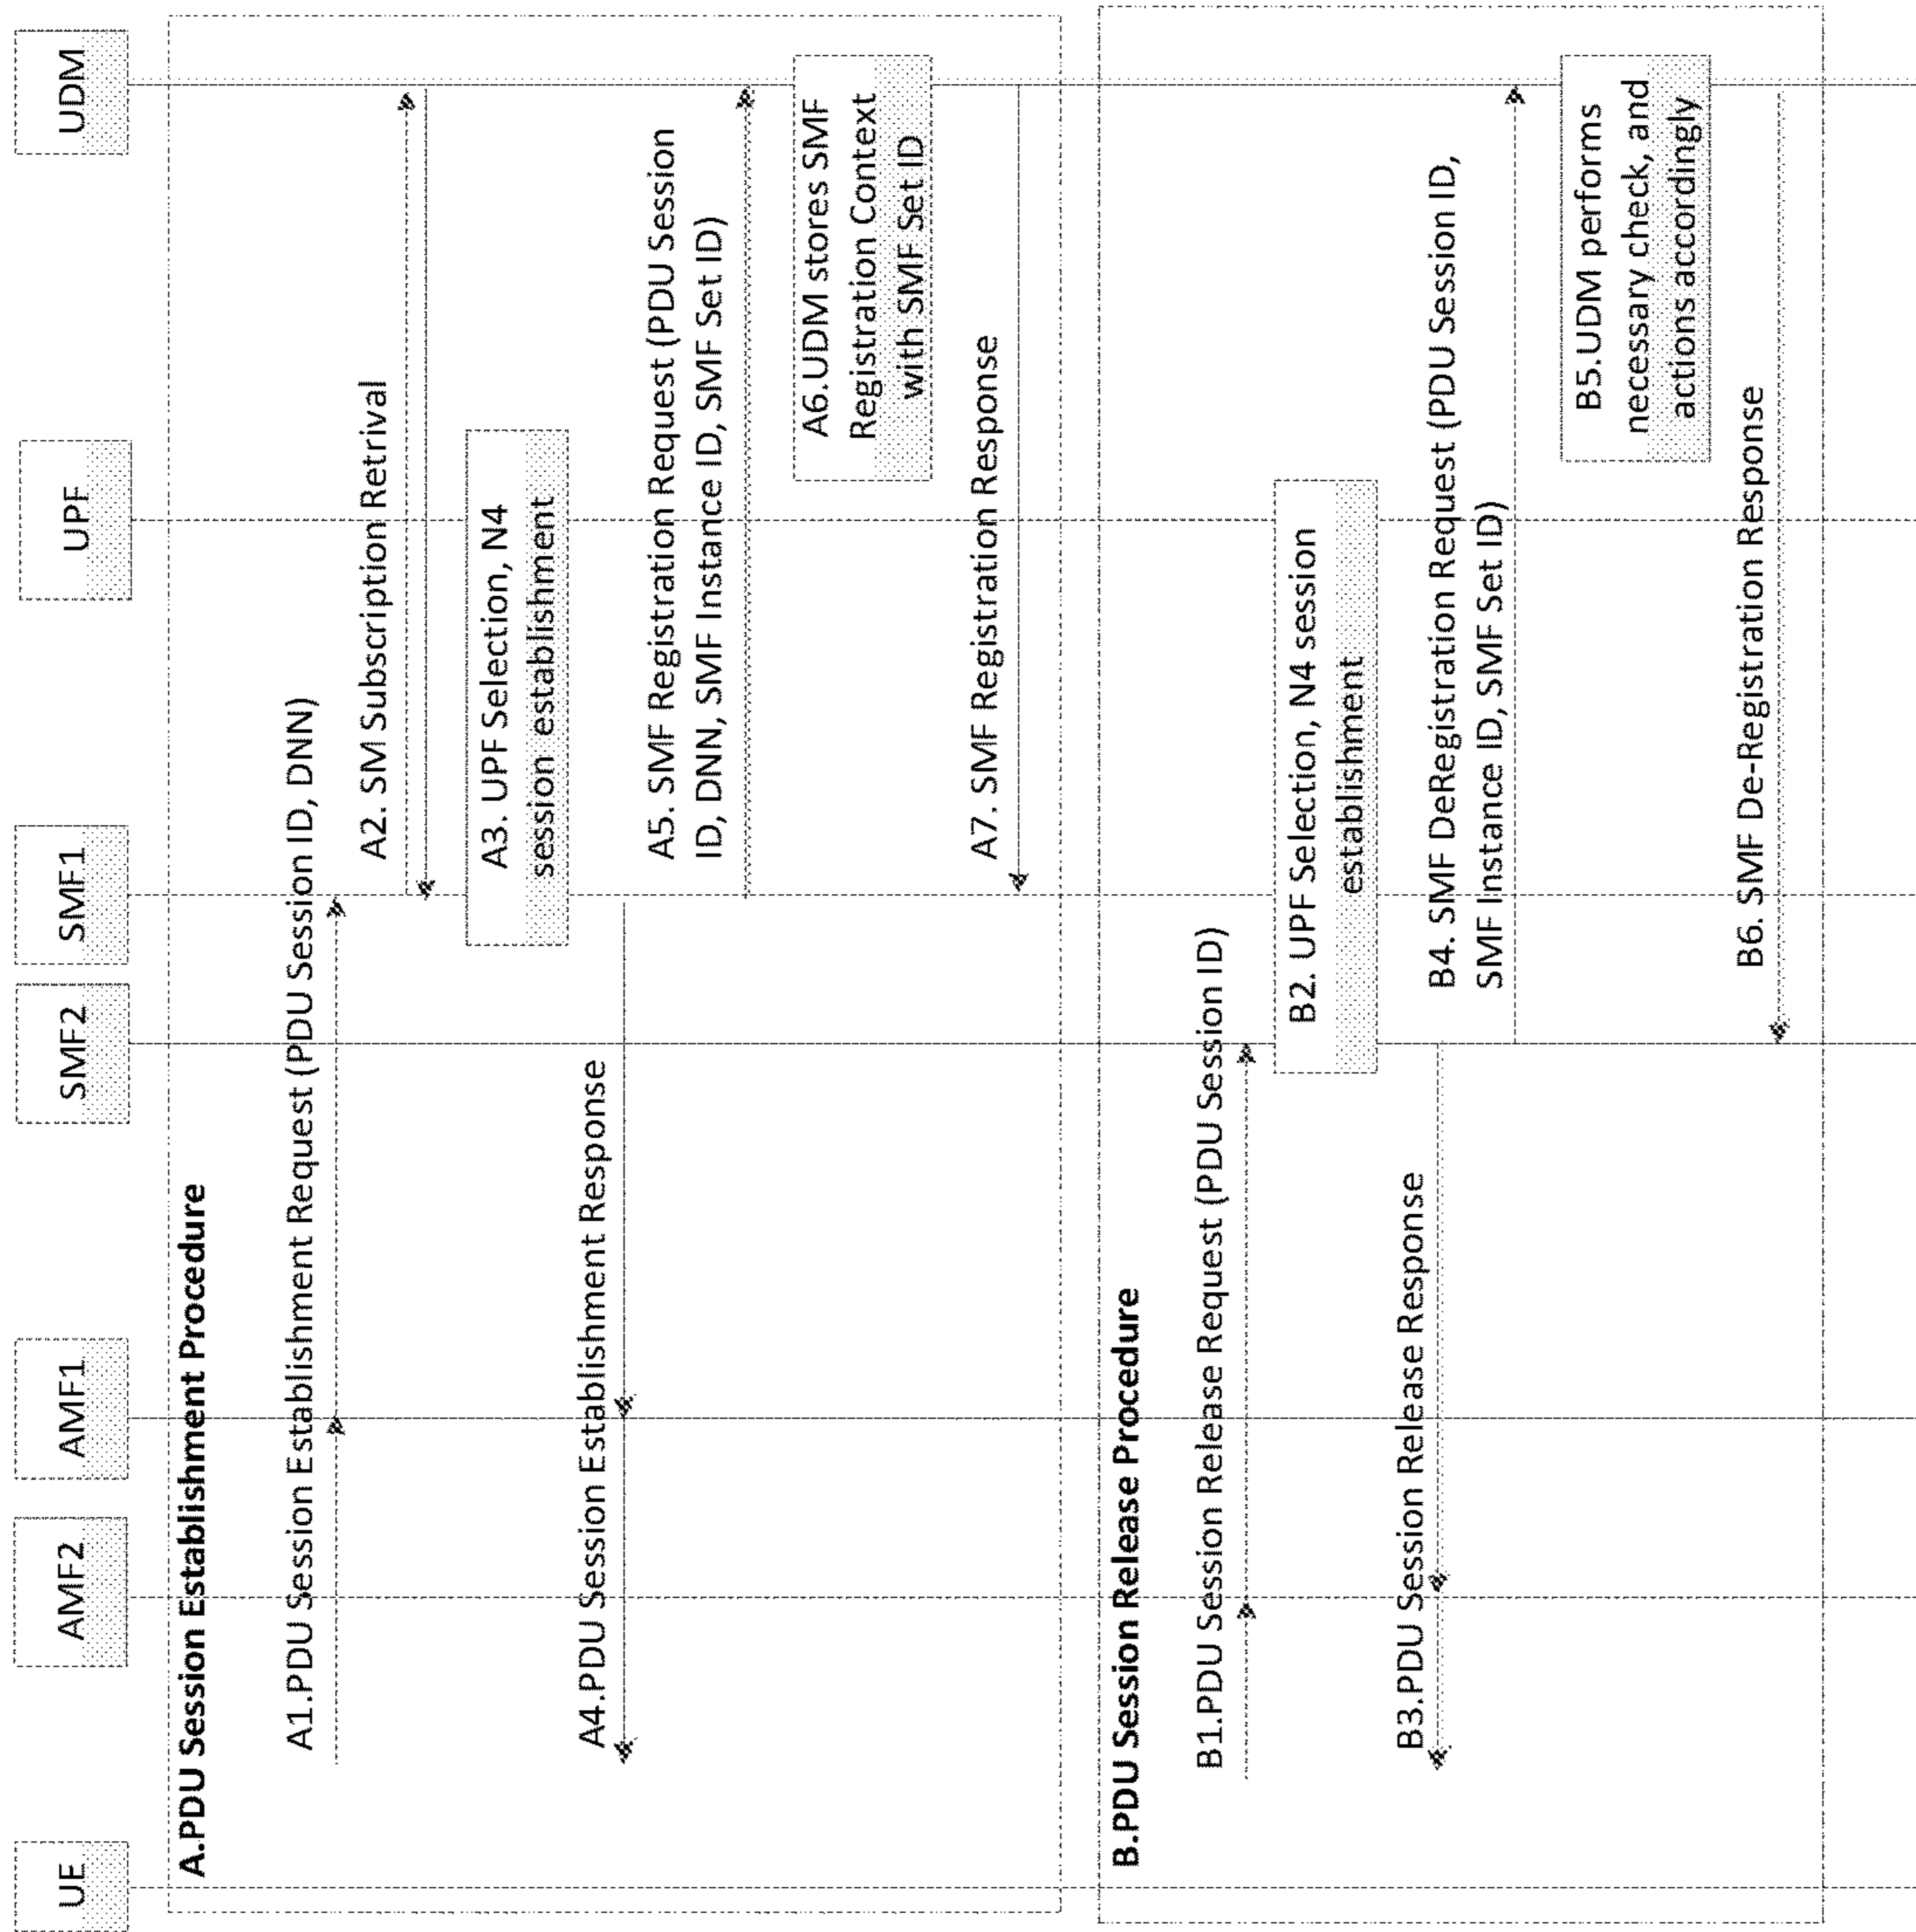 UE
AMF2
AMF1
SMF2
SMF1
UPF
UDM
A.PDU Session Establishment Procedure
A1.PDU Session Establishment Request (PDU Session ID, DNN)
A2. SM Subscription Retrival
A3. UPF Selection, N4
session establishment
A4.PDU Session Establishment Response
A5. SMF Registration Request (PDU Session
ID, DNN, SMF Instance ID, SMF Set ID)
A6.UDM stores SMF
Registration Context
with SMF Set ID
A7. SMF Registration Response
B.PDU Session Release Procedure
B1.PDU Session Release Request (PDU Session ID)
B2. UPF Selection, N4 session
establishment
B3.PDU Session Release Response
B4. SMF DeRegistration Request (PDU Session ID,
SMF Instance ID, SMF Set ID)
B5.UDM performs
necessary check, and
actions accordingly
B6. SMF De-Registration Response